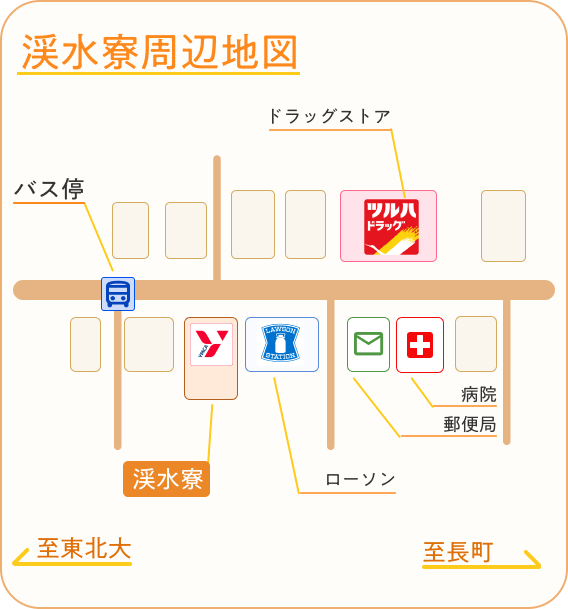 渓水寮周辺地図
ドラッグストア
バス停
ツルハ
ドラッグ
YMCA
LAWSON
STATION
病院
郵便局
渓水寮
ローソン
至東北大
至長町